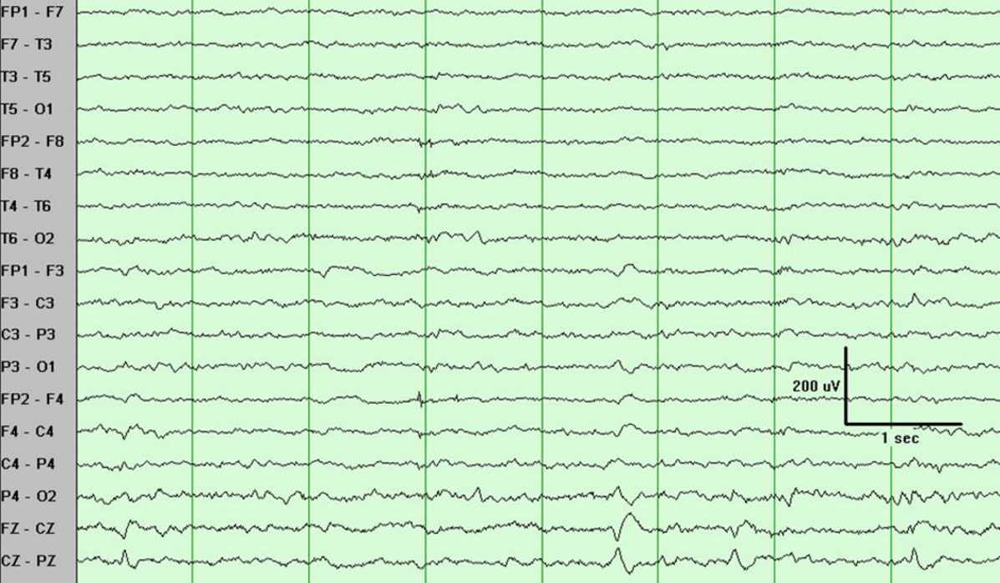 FP1 - F7
F7 - T3
T3 - T5
T5 - O1
FP2 - F8
F8 - T4
T4 - T6
T6 - O2
FP1 - F3
F3 - C3
C3 - P3
P3 - O1
FP2 - F4
F4 - C4
C4 - P4
P4 - O2
FZ - CZ
CZ - PZ
200 uV
1 sec